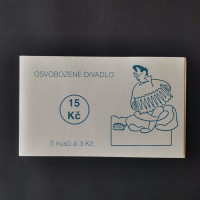 OSVOBOZENÉ DIVADLO
15
Kč
5 kusů à 3 Kč